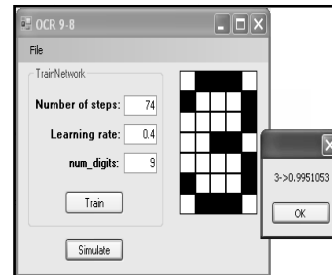 OCR 9-8
File
TrainNetwork
Number of steps: 74
Learning rate: 0.4
num_digits: 9
Train
Simulate
3->0.9951053
OK